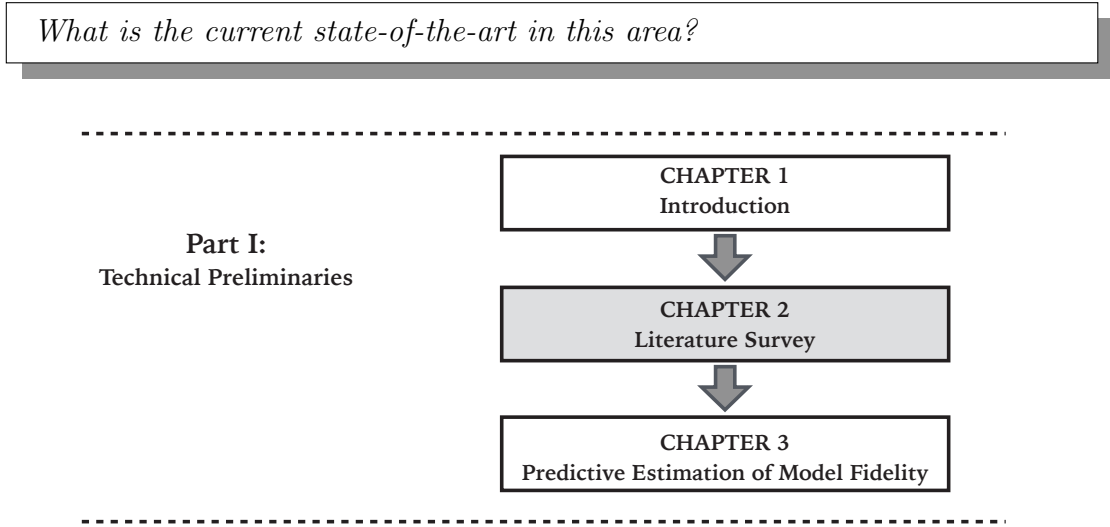 What is the current state-of-the-art in this area?
CHAPTER 1
Introduction
Part I:
Technical Preliminaries
CHAPTER 2
Literature Survey
CHAPTER 3
Predictive Estimation of Model Fidelity